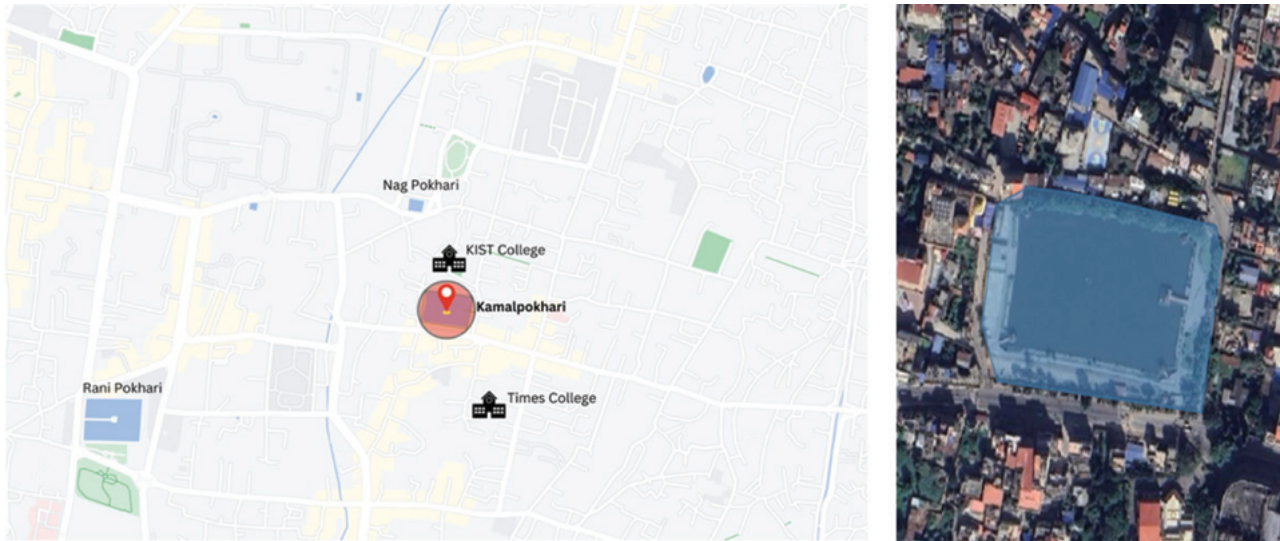 Nag Pokhari
KIST College
Kamalpokhari
Rani Pokhari
Times College